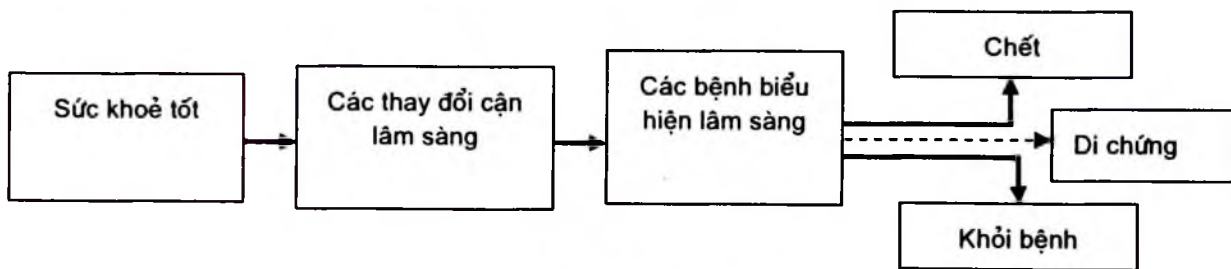 Sức khoẻ tốt
Các thay đổi cận
lâm sàng
Các bệnh biểu
hiện lâm sàng
Chết
Di chứng
Khỏi bệnh